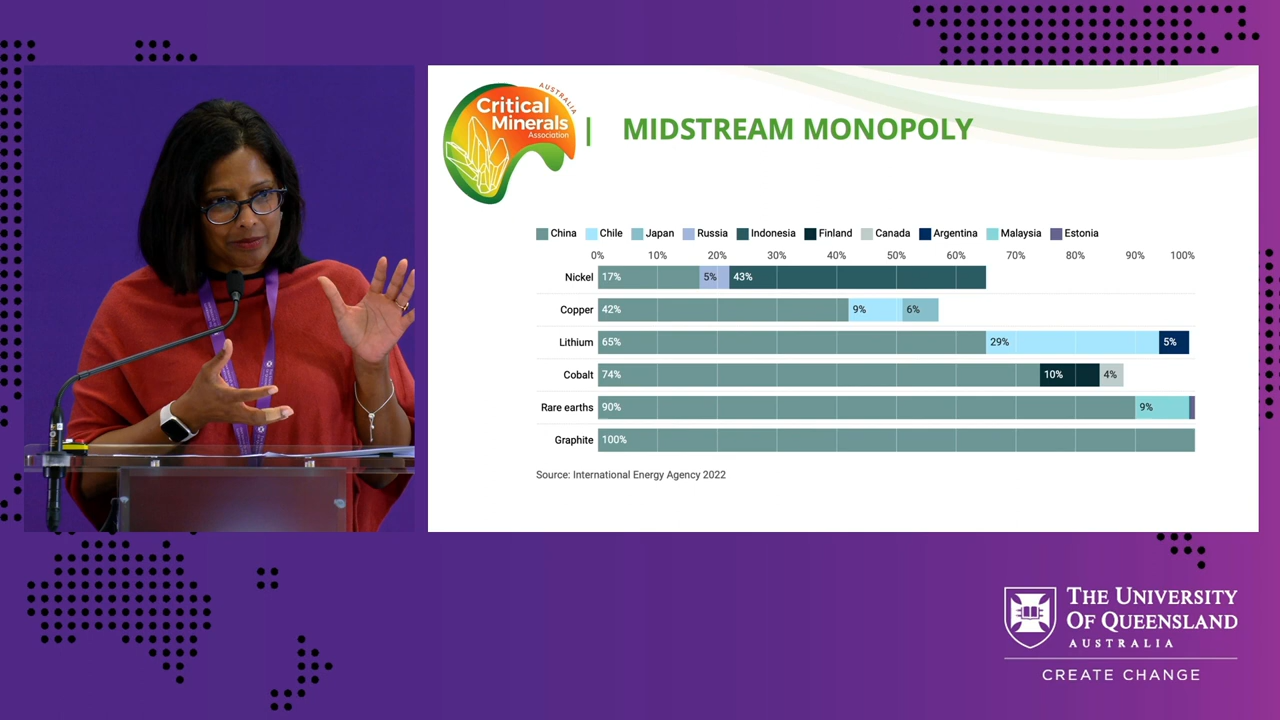 AUSTRALIA
Critical
Minerals
Association
MIDSTREAM MONOPOLY
China Chile Japan Russia Indonesia Finland Canada Argentina Malaysia Estonia
0% 10% 20% 30% 40% 50% 60% 70% 80% 90% 100%
Nickel 17% 5% 43%
Copper 42% 9% 6%
Lithium 65% 29% 5%
Cobalt 74% 10% 4%
Rare earths 90% 9%
Graphite 100%
Source: International Energy Agency 2022
THE UNIVERSITY
OF QUEENSLAND
AUSTRALIA
CREATE CHANGE